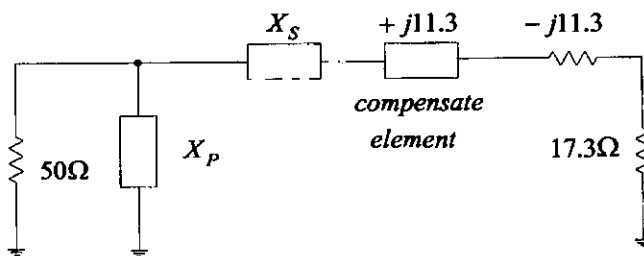 X_S
+ j11.3
− j11.3
compensate
element
50Ω
X_P
17.3Ω